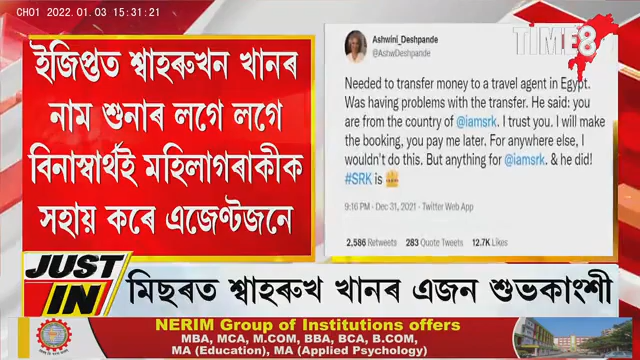 CH01 2022.01.03 15:31:21
TIME8
ইজিপ্তত শ্বাহৰুখন খানৰ
নাম শুনাৰ লগে লগে
বিনাস্বাৰ্থই মহিলাগৰাকীক
সহায় কৰে এজেণ্টজনে
Ashwini_Deshpande
@AshwDeshpande
Needed to transfer money to a travel agent in Egypt.
Was having problems with the transfer. He said: you
are from the country of @iamsrk. I trust you. I will make
the booking, you pay me later. For anywhere else, I
wouldn't do this. But anything for @iamsrk. & he did!
#SRK is
9:16 PM · Dec 31, 2021 · Twitter Web App
2,586 Retweets 283 Quote Tweets 12.7K Likes
JUST
IN
মিছৰত শ্বাহৰুখ খানৰ এজন শুভকাংশী
NERIM Group of Institutions offers
MBA, MCA, M.COM, BBA, BCA, B.COM,
MA (Education), MA (Applied Psychology)